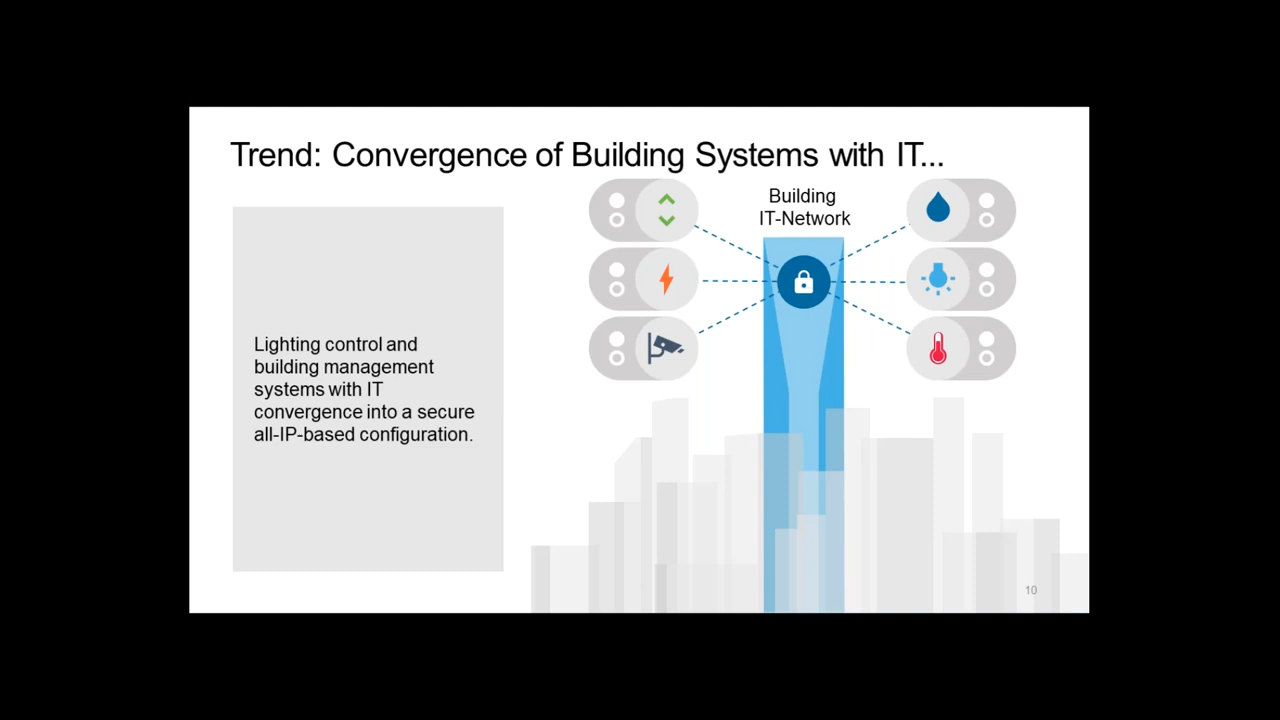 Trend: Convergence of Building Systems with IT...
Building
IT-Network
Lighting control and
building management
systems with IT
convergence into a secure
all-IP-based configuration.
10